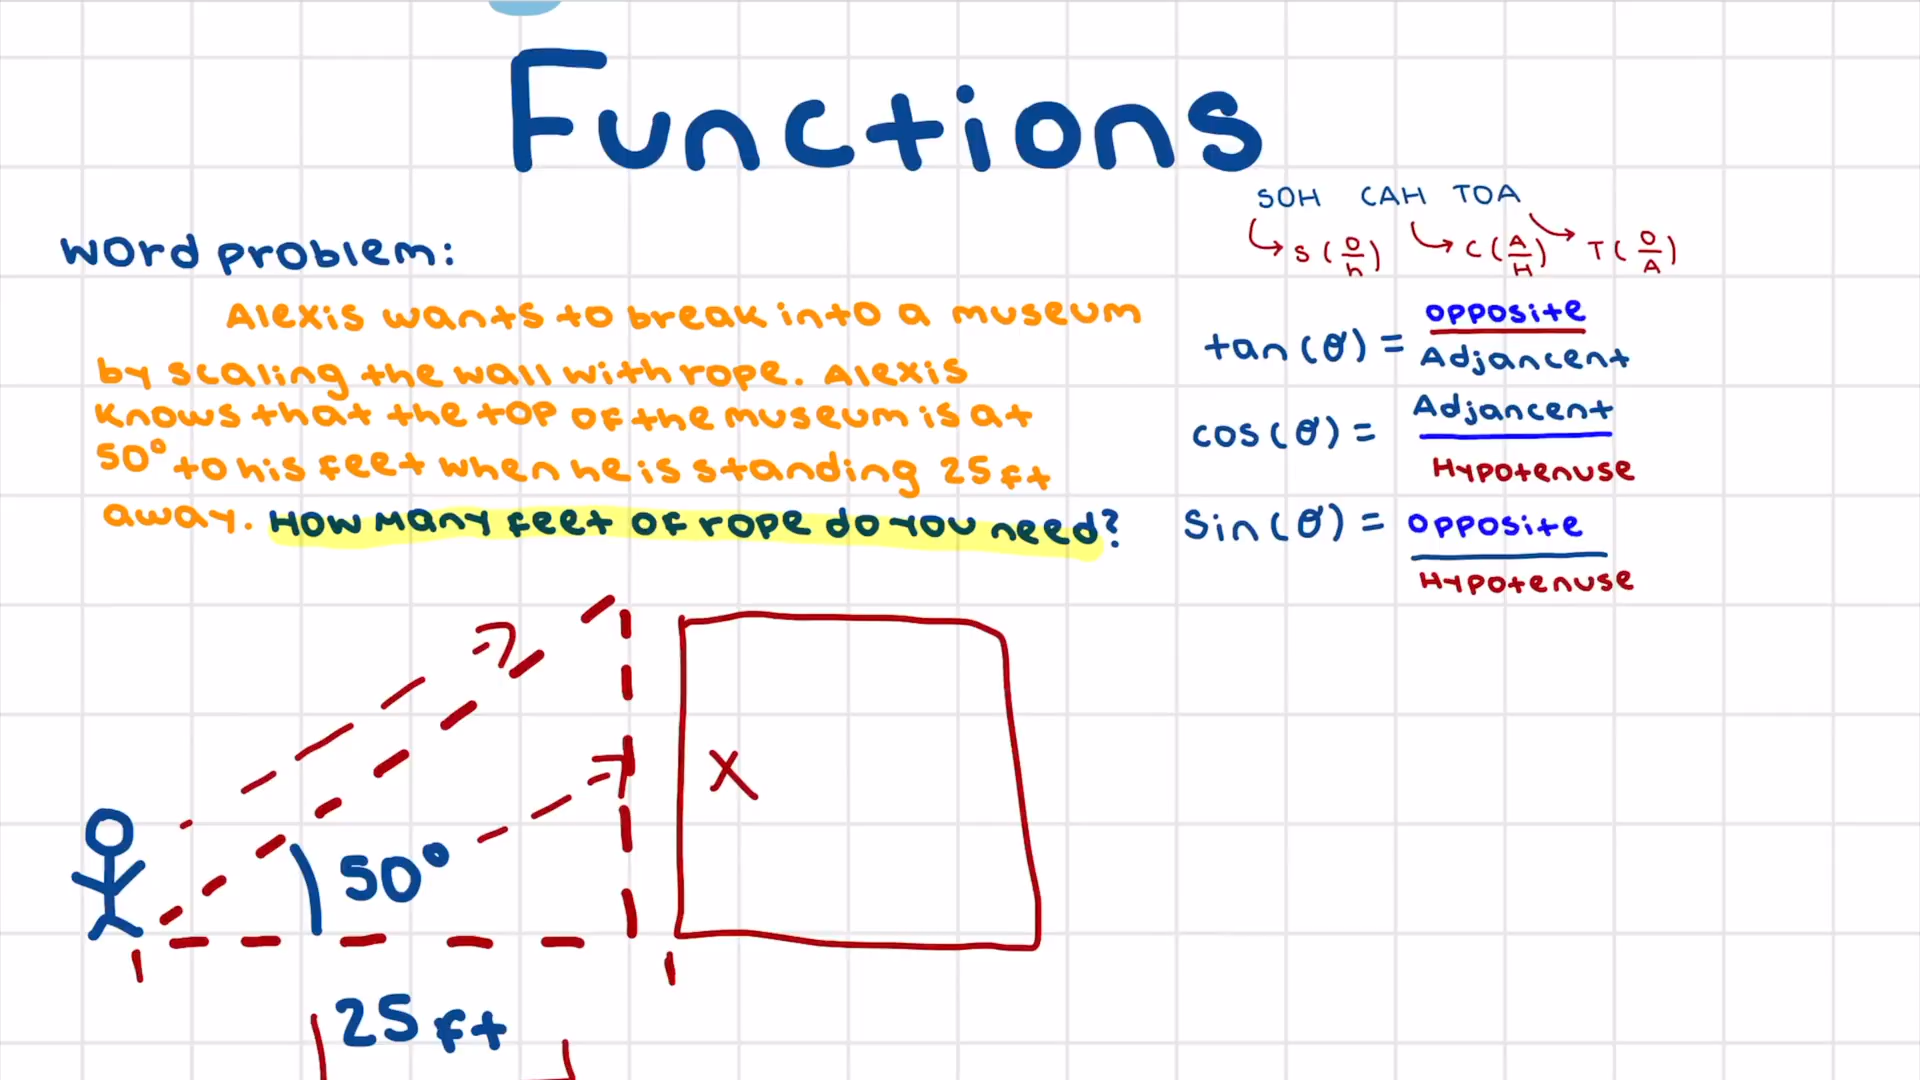 Functions
SOH CAH TOA
S(O/h) C(A/H) T(O/A)
word problem:
Alexis wants to break into a museum
by scaling the wall with rope. Alexis
knows that the top of the museum is at
50° to his feet when he is standing 25ft
away. How many feet of rope do you need?
tan(θ) = opposite
Adjancent
cos(θ) = Adjancent
Hypotenuse
Sin(θ) = opposite
Hypotenuse
X
50°
25 ft